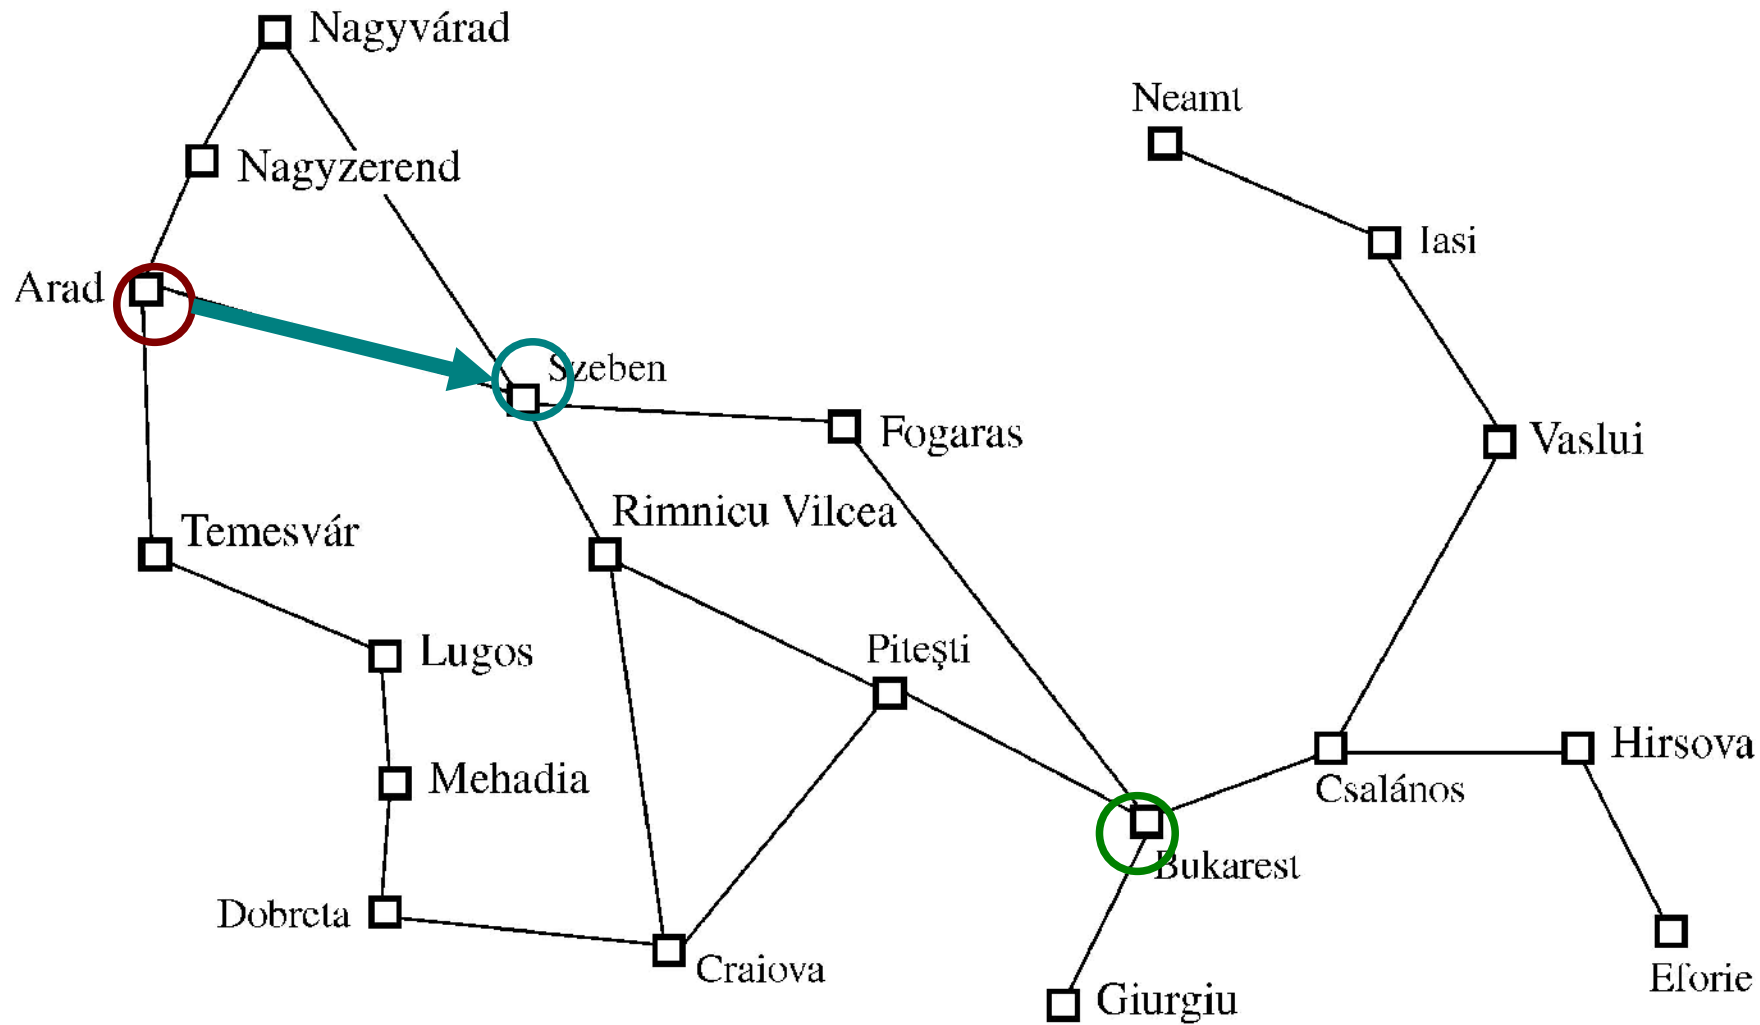 Nagyvárad
Neamt
Nagyzerend
Iasi
Arad
Szeben
Fogaras
Vaslui
Rimnicu Vilcea
Temesvár
Lugos
Piteşti
Hirsova
Mehadia
Csalános
Bukarest
Dobreta
Craiova
Eforie
Giurgiu